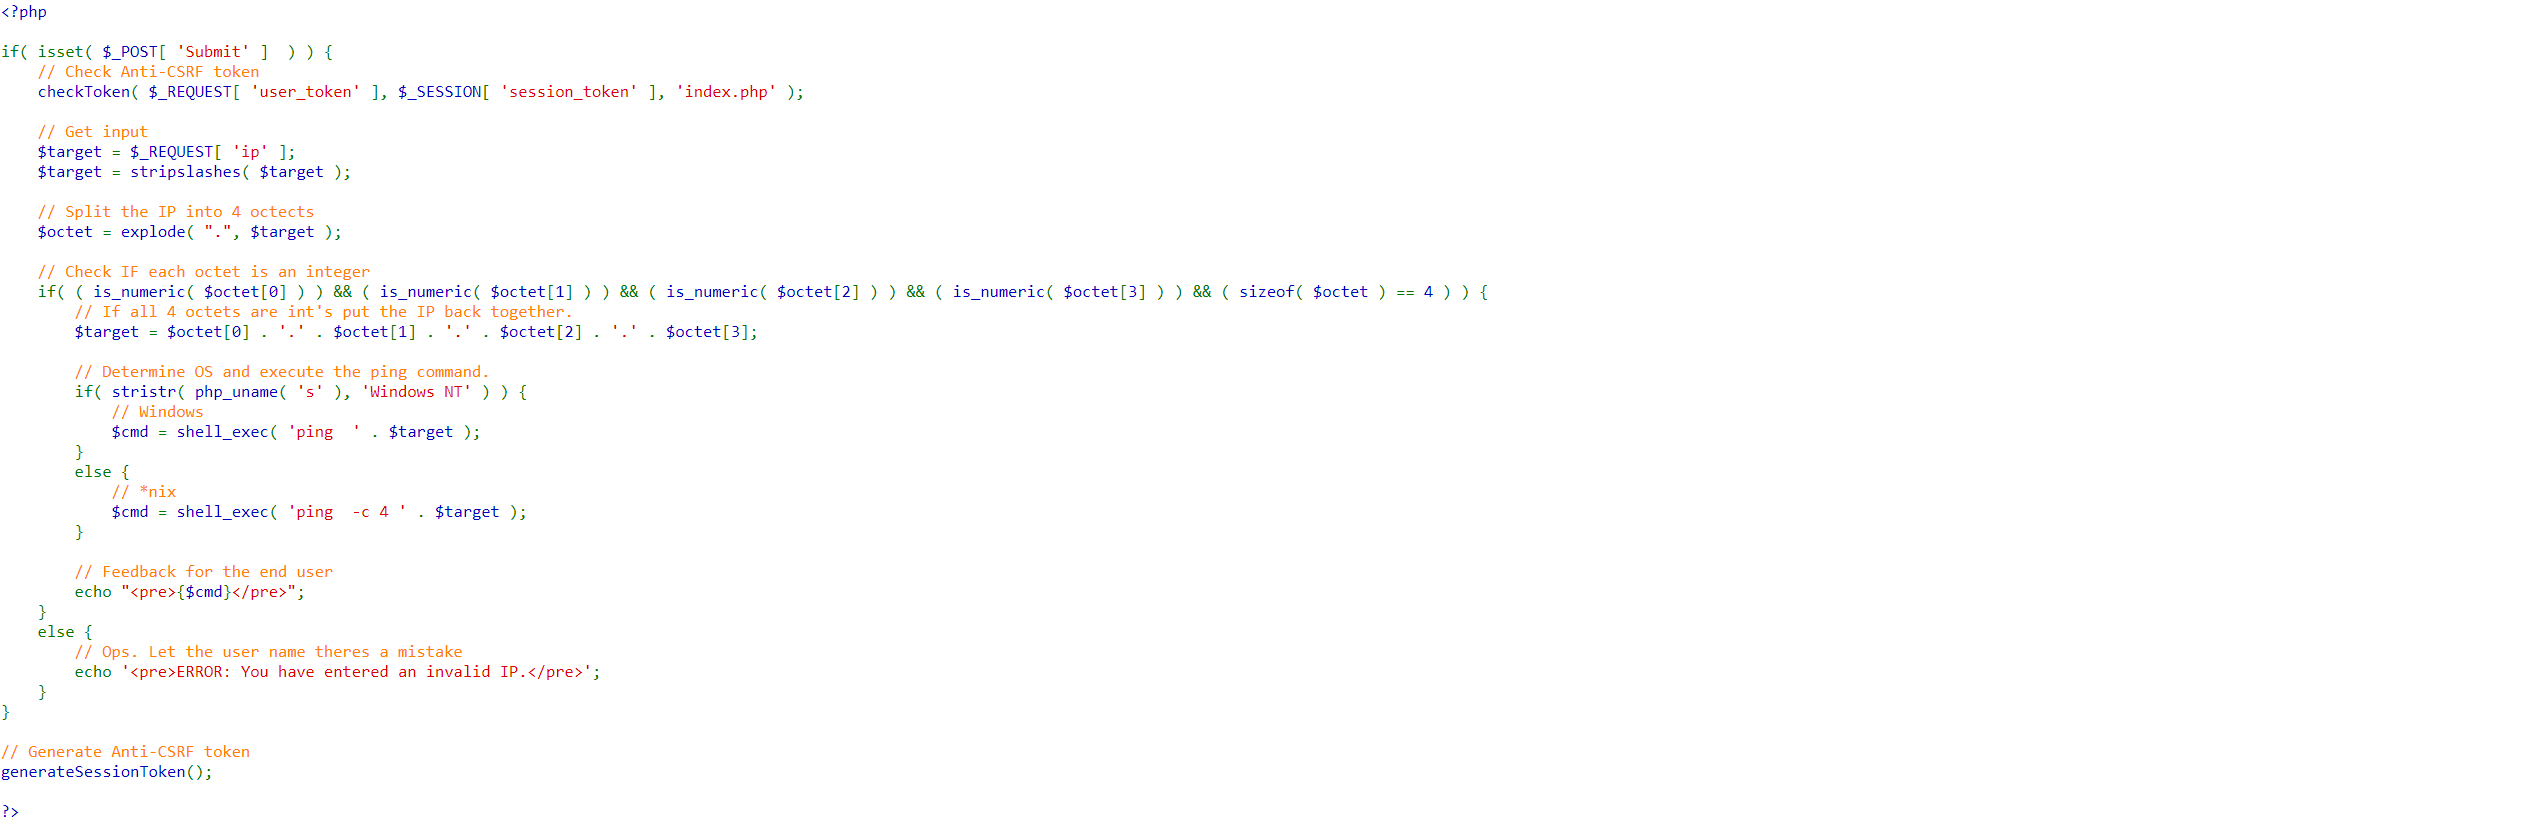 <?php

if( isset( $_POST[ 'Submit' ]  ) ) {
    // Check Anti-CSRF token
    checkToken( $_REQUEST[ 'user_token' ], $_SESSION[ 'session_token' ], 'index.php' );

    // Get input
    $target = $_REQUEST[ 'ip' ];
    $target = stripslashes( $target );

    // Split the IP into 4 octects
    $octet = explode( ".", $target );

    // Check IF each octet is an integer
    if( ( is_numeric( $octet[0] ) ) && ( is_numeric( $octet[1] ) ) && ( is_numeric( $octet[2] ) ) && ( is_numeric( $octet[3] ) ) && ( sizeof( $octet ) == 4 ) ) {
        // If all 4 octets are int's put the IP back together.
        $target = $octet[0] . '.' . $octet[1] . '.' . $octet[2] . '.' . $octet[3];

        // Determine OS and execute the ping command.
        if( stristr( php_uname( 's' ), 'Windows NT' ) ) {
            // Windows
            $cmd = shell_exec( 'ping  ' . $target );
        }
        else {
            // *nix
            $cmd = shell_exec( 'ping  -c 4 ' . $target );
        }

        // Feedback for the end user
        echo "<pre>{$cmd}</pre>";
    }
    else {
        // Ops. Let the user name theres a mistake
        echo '<pre>ERROR: You have entered an invalid IP.</pre>';
    }
}

// Generate Anti-CSRF token
generateSessionToken();

?>